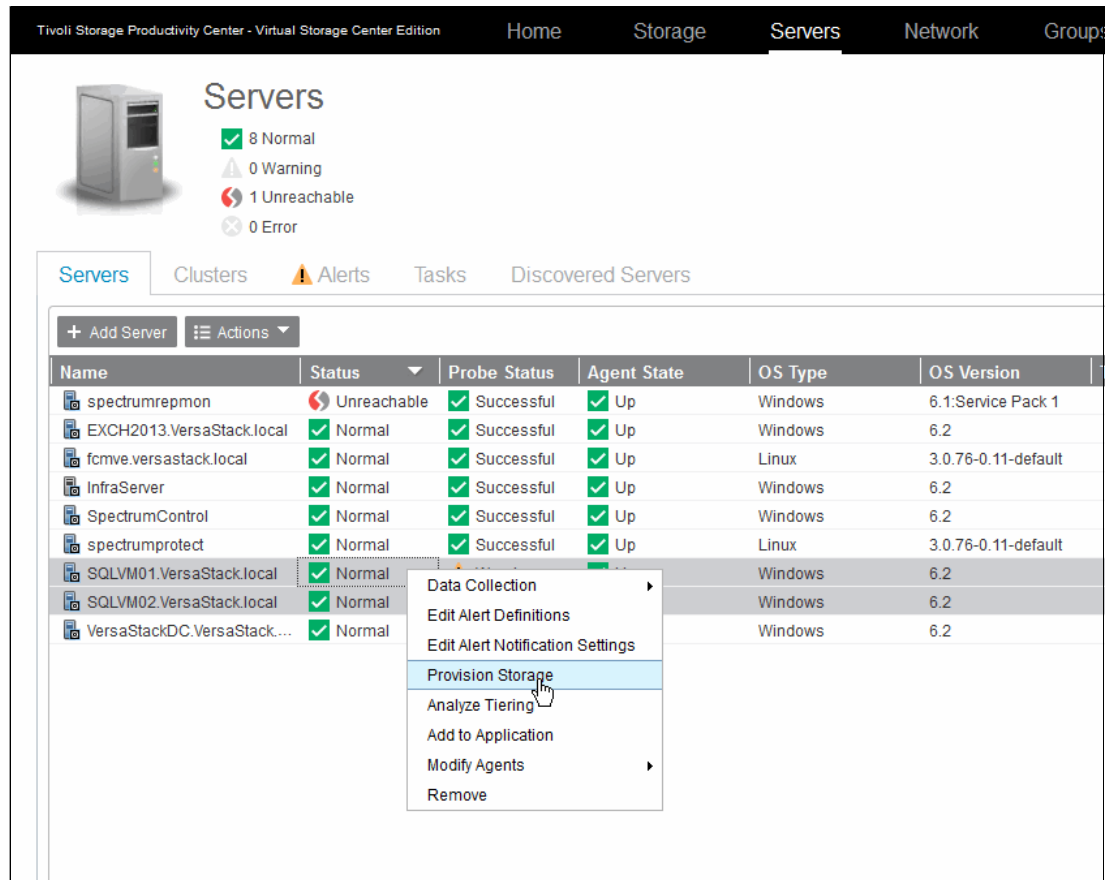 Tivoli Storage Productivity Center - Virtual Storage Center Edition Home Storage Servers Network Groups
Servers
8 Normal
0 Warning
1 Unreachable
0 Error
Servers Clusters Alerts Tasks Discovered Servers
+ Add Server Actions
Name Status Probe Status Agent State OS Type OS Version
spectrumrepmon Unreachable Successful Up Windows 6.1:Service Pack 1
EXCH2013.VersaStack.local Normal Successful Up Windows 6.2
fcmve.versastack.local Normal Successful Up Linux 3.0.76-0.11-default
InfraServer Normal Successful Up Windows 6.2
SpectrumControl Normal Successful Up Windows 6.2
spectrumprotect Normal Successful Up Linux 3.0.76-0.11-default
SQLVM01.VersaStack.local Normal Windows 6.2
SQLVM02.VersaStack.local Normal Windows 6.2
VersaStackDC.VersaStack.... Normal Windows 6.2
Data Collection
Edit Alert Definitions
Edit Alert Notification Settings
Provision Storage
Analyze Tiering
Add to Application
Modify Agents
Remove